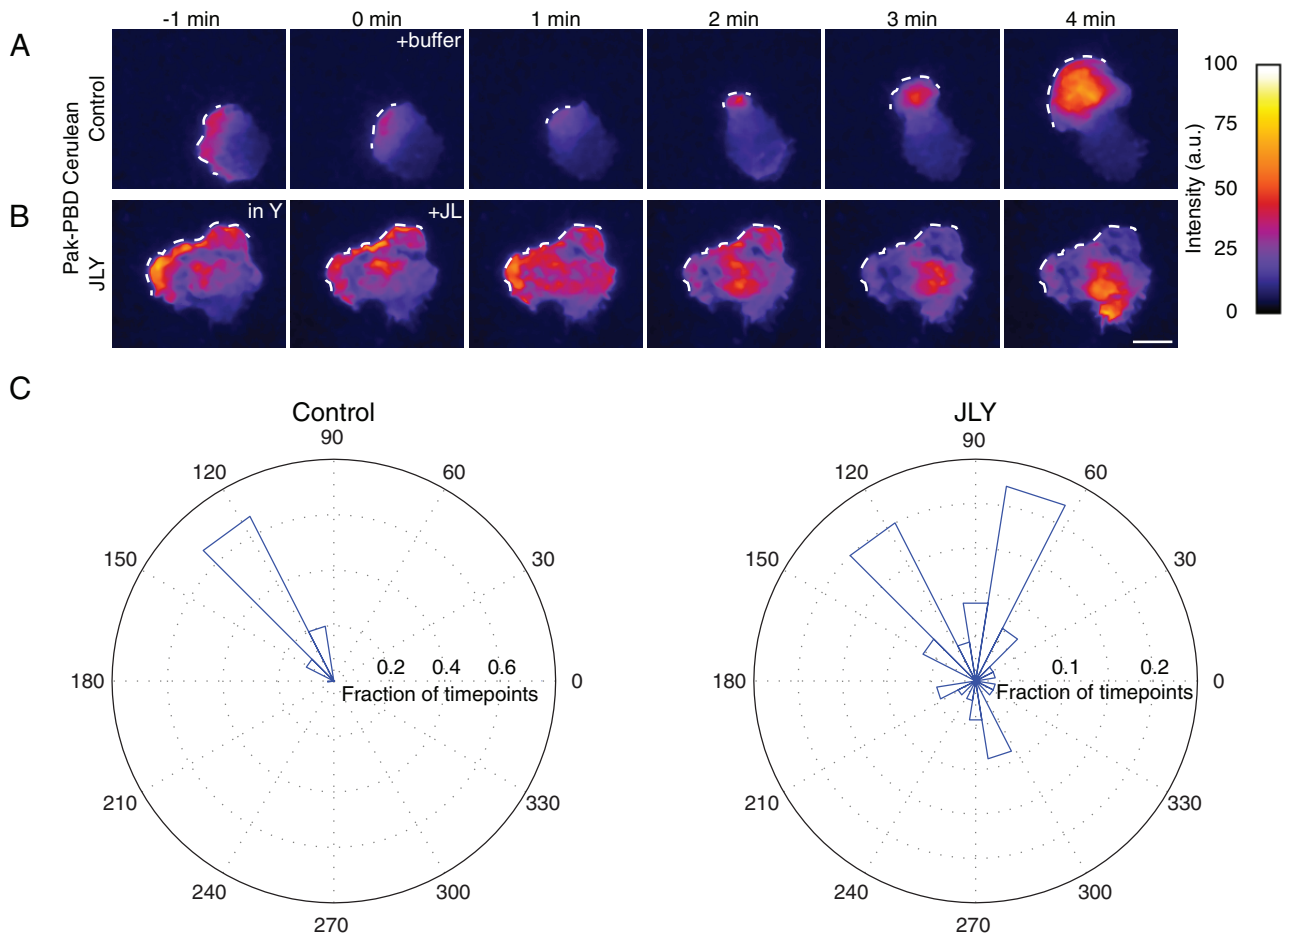 -1 min 0 min 1 min 2 min 3 min 4 min
A
+buffer
Control
Pak-PBD Cerulean
B
in Y
+JL
JLY
100
75
50
25
0
Intensity (a.u.)
C
Control
90
120 60
150 30
0.2 0.4 0.6
180 0
Fraction of timepoints
210 330
240 300
270
JLY
90
120 60
150 30
0.1 0.2
180 0
Fraction of timepoints
210 330
240 300
270